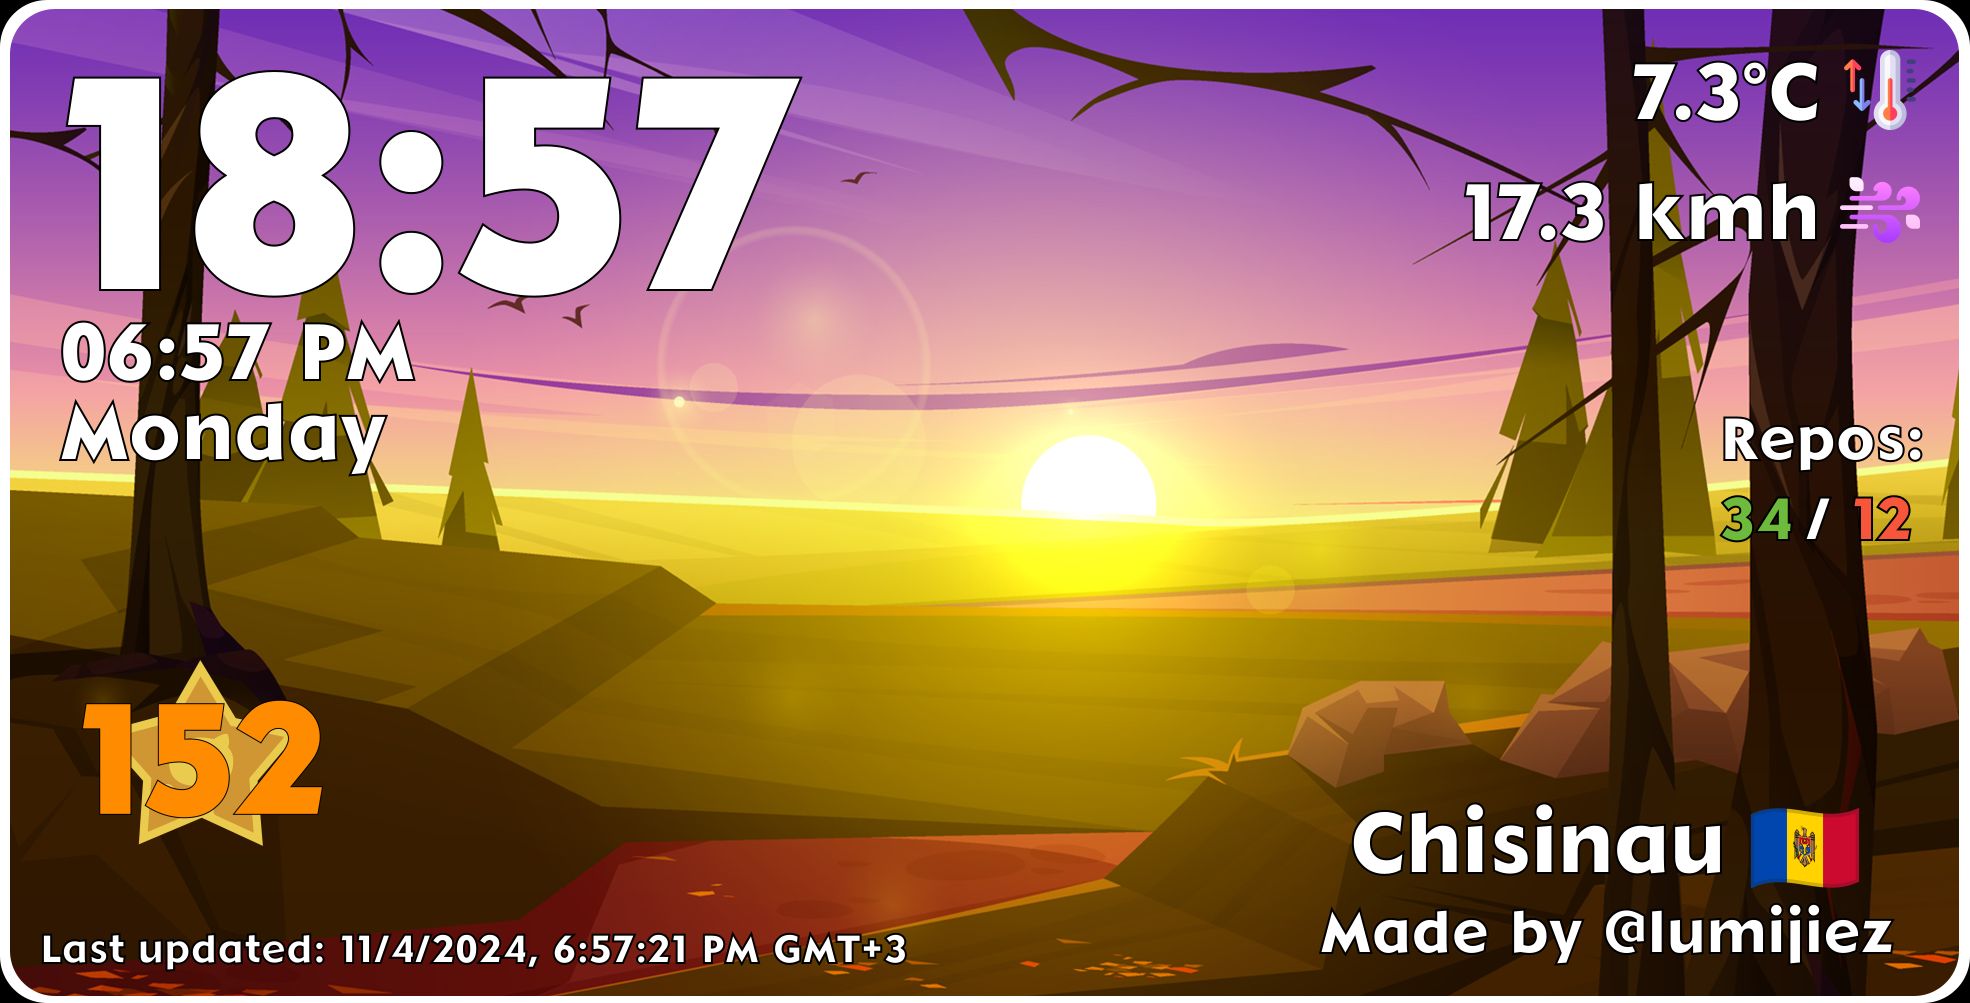 18:57
06:57 PM
Monday
7.3°C
17.3 kmh
Repos:
34 / 12
152
Chisinau
Made by @lumijiez
Last updated: 11/4/2024, 6:57:21 PM GMT+3